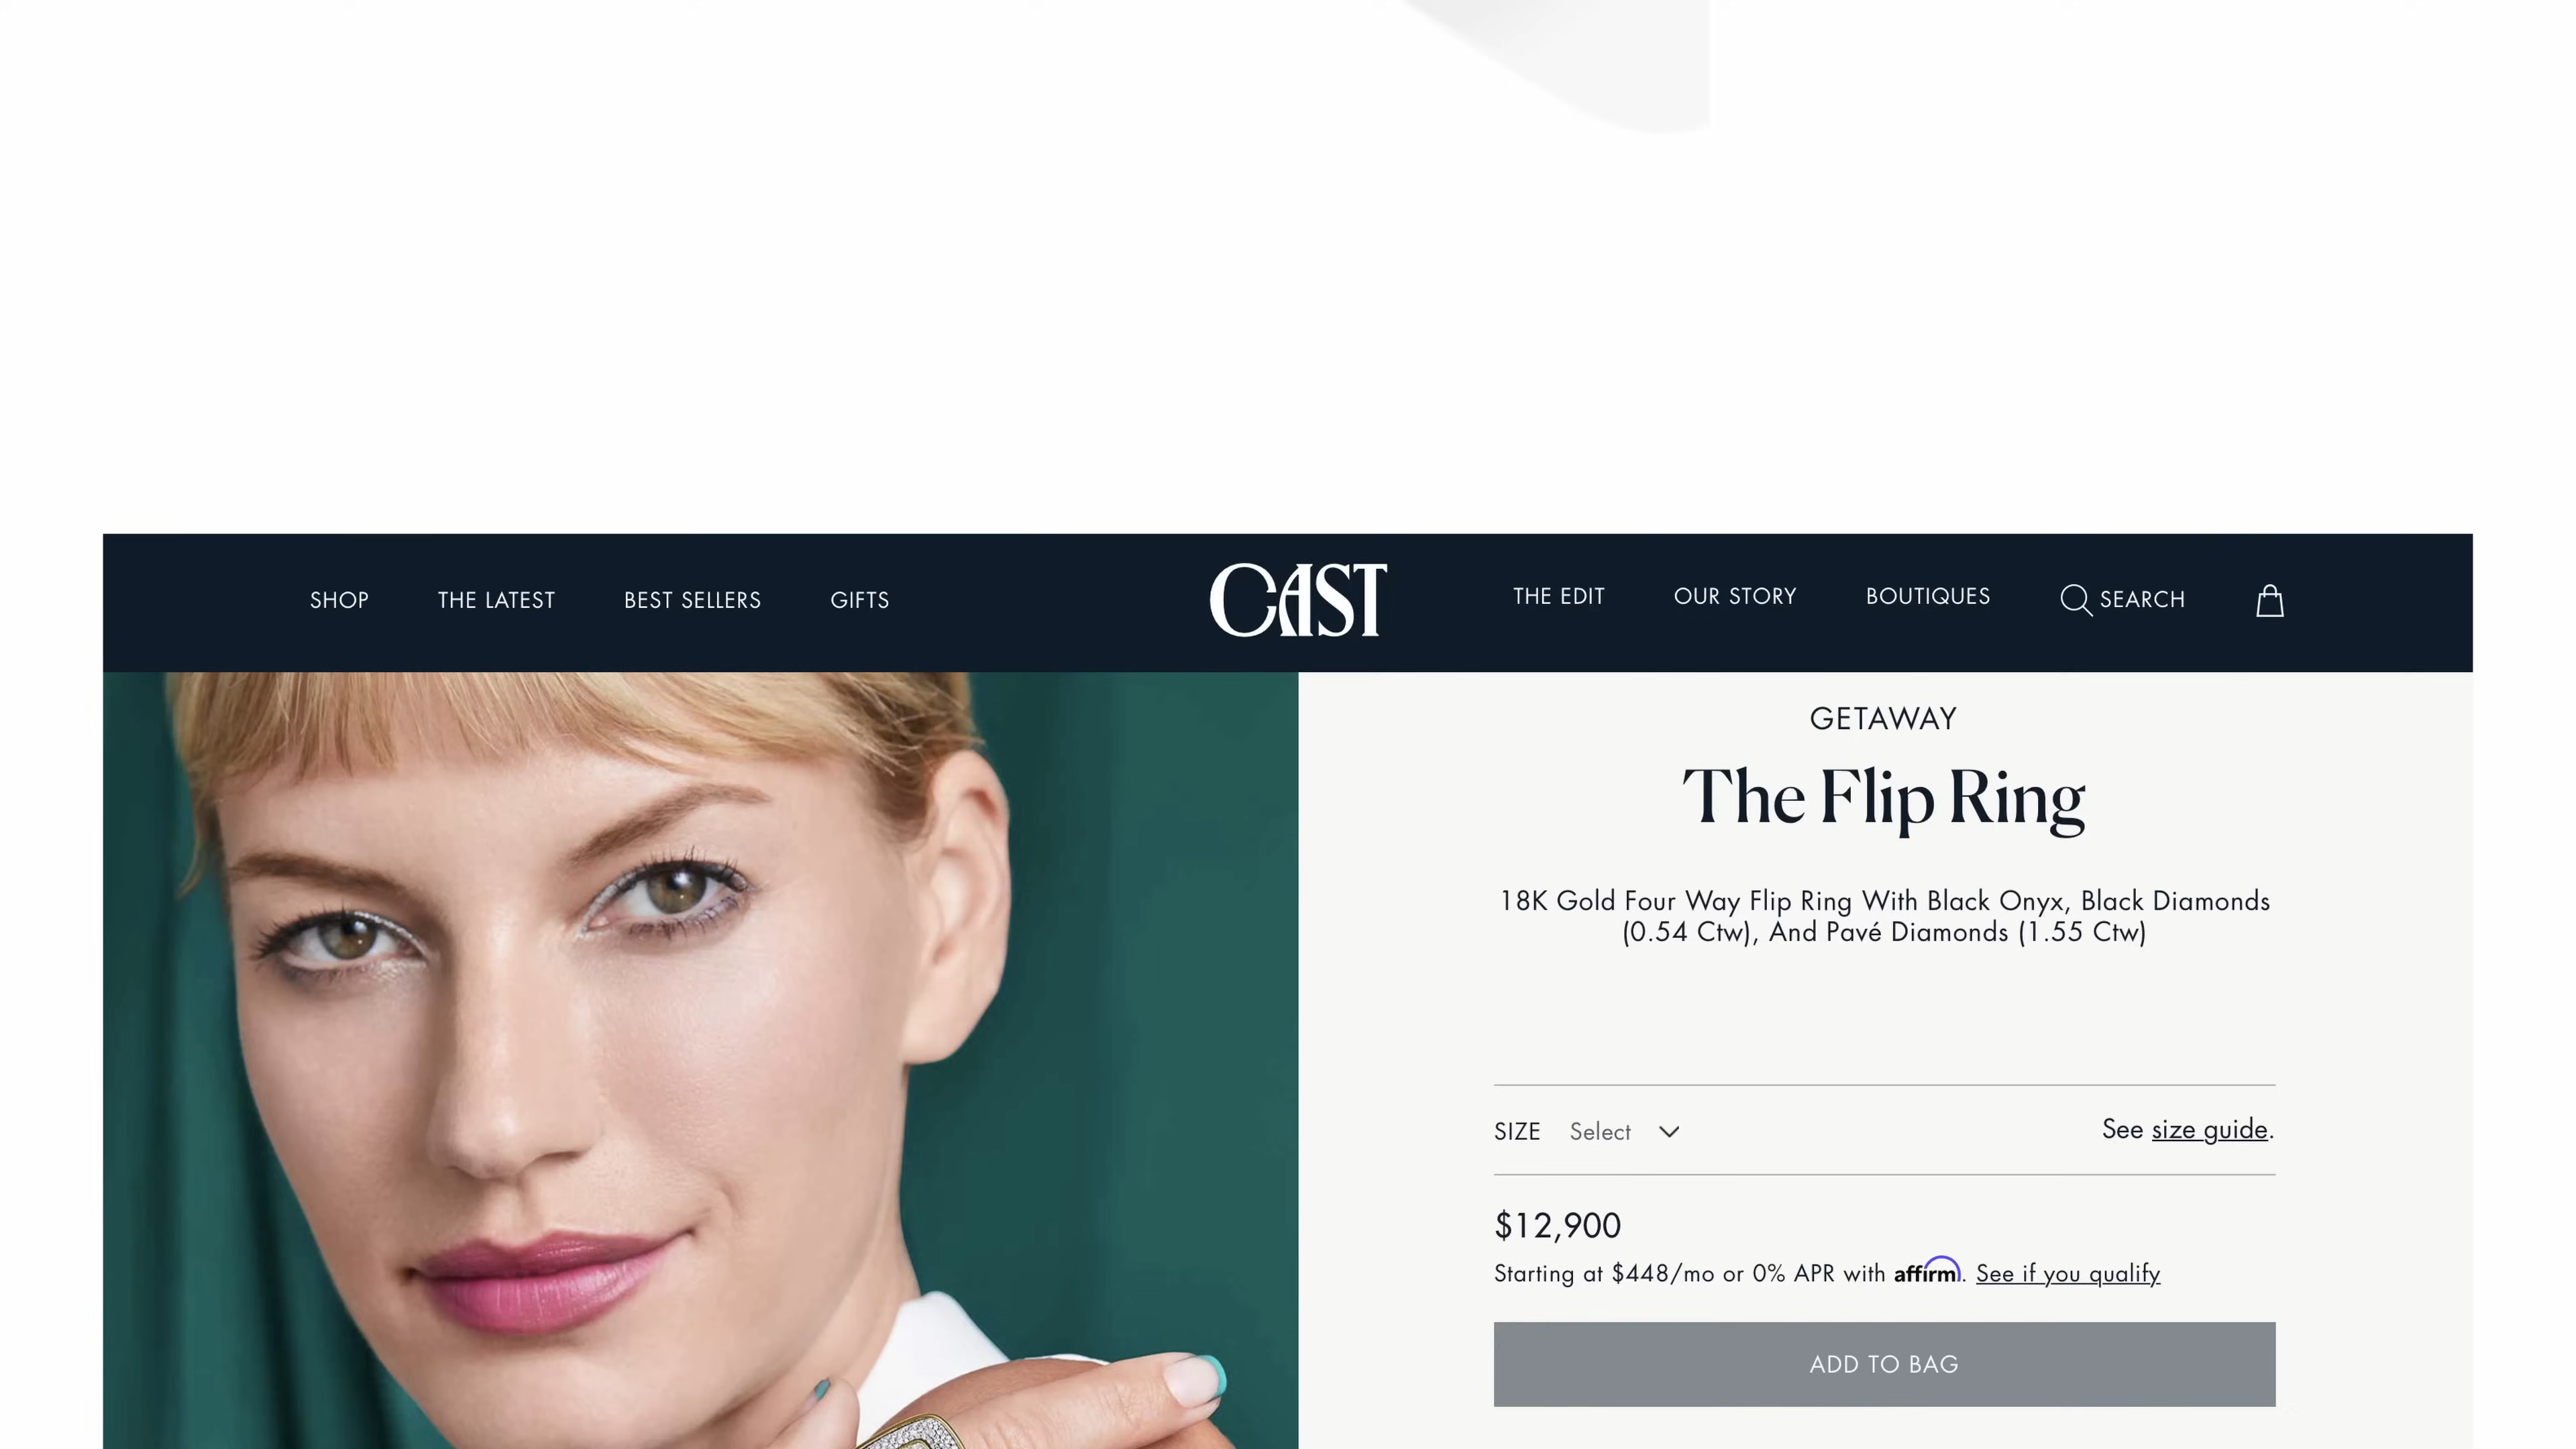 SHOP THE LATEST BEST SELLERS GIFTS CAST THE EDIT OUR STORY BOUTIQUES SEARCH
GETAWAY
The Flip Ring
18K Gold Four Way Flip Ring With Black Onyx, Black Diamonds
(0.54 Ctw), And Pavé Diamonds (1.55 Ctw)
SIZE Select See size guide.
$12,900
Starting at $448/mo or 0% APR with affirm. See if you qualify
ADD TO BAG